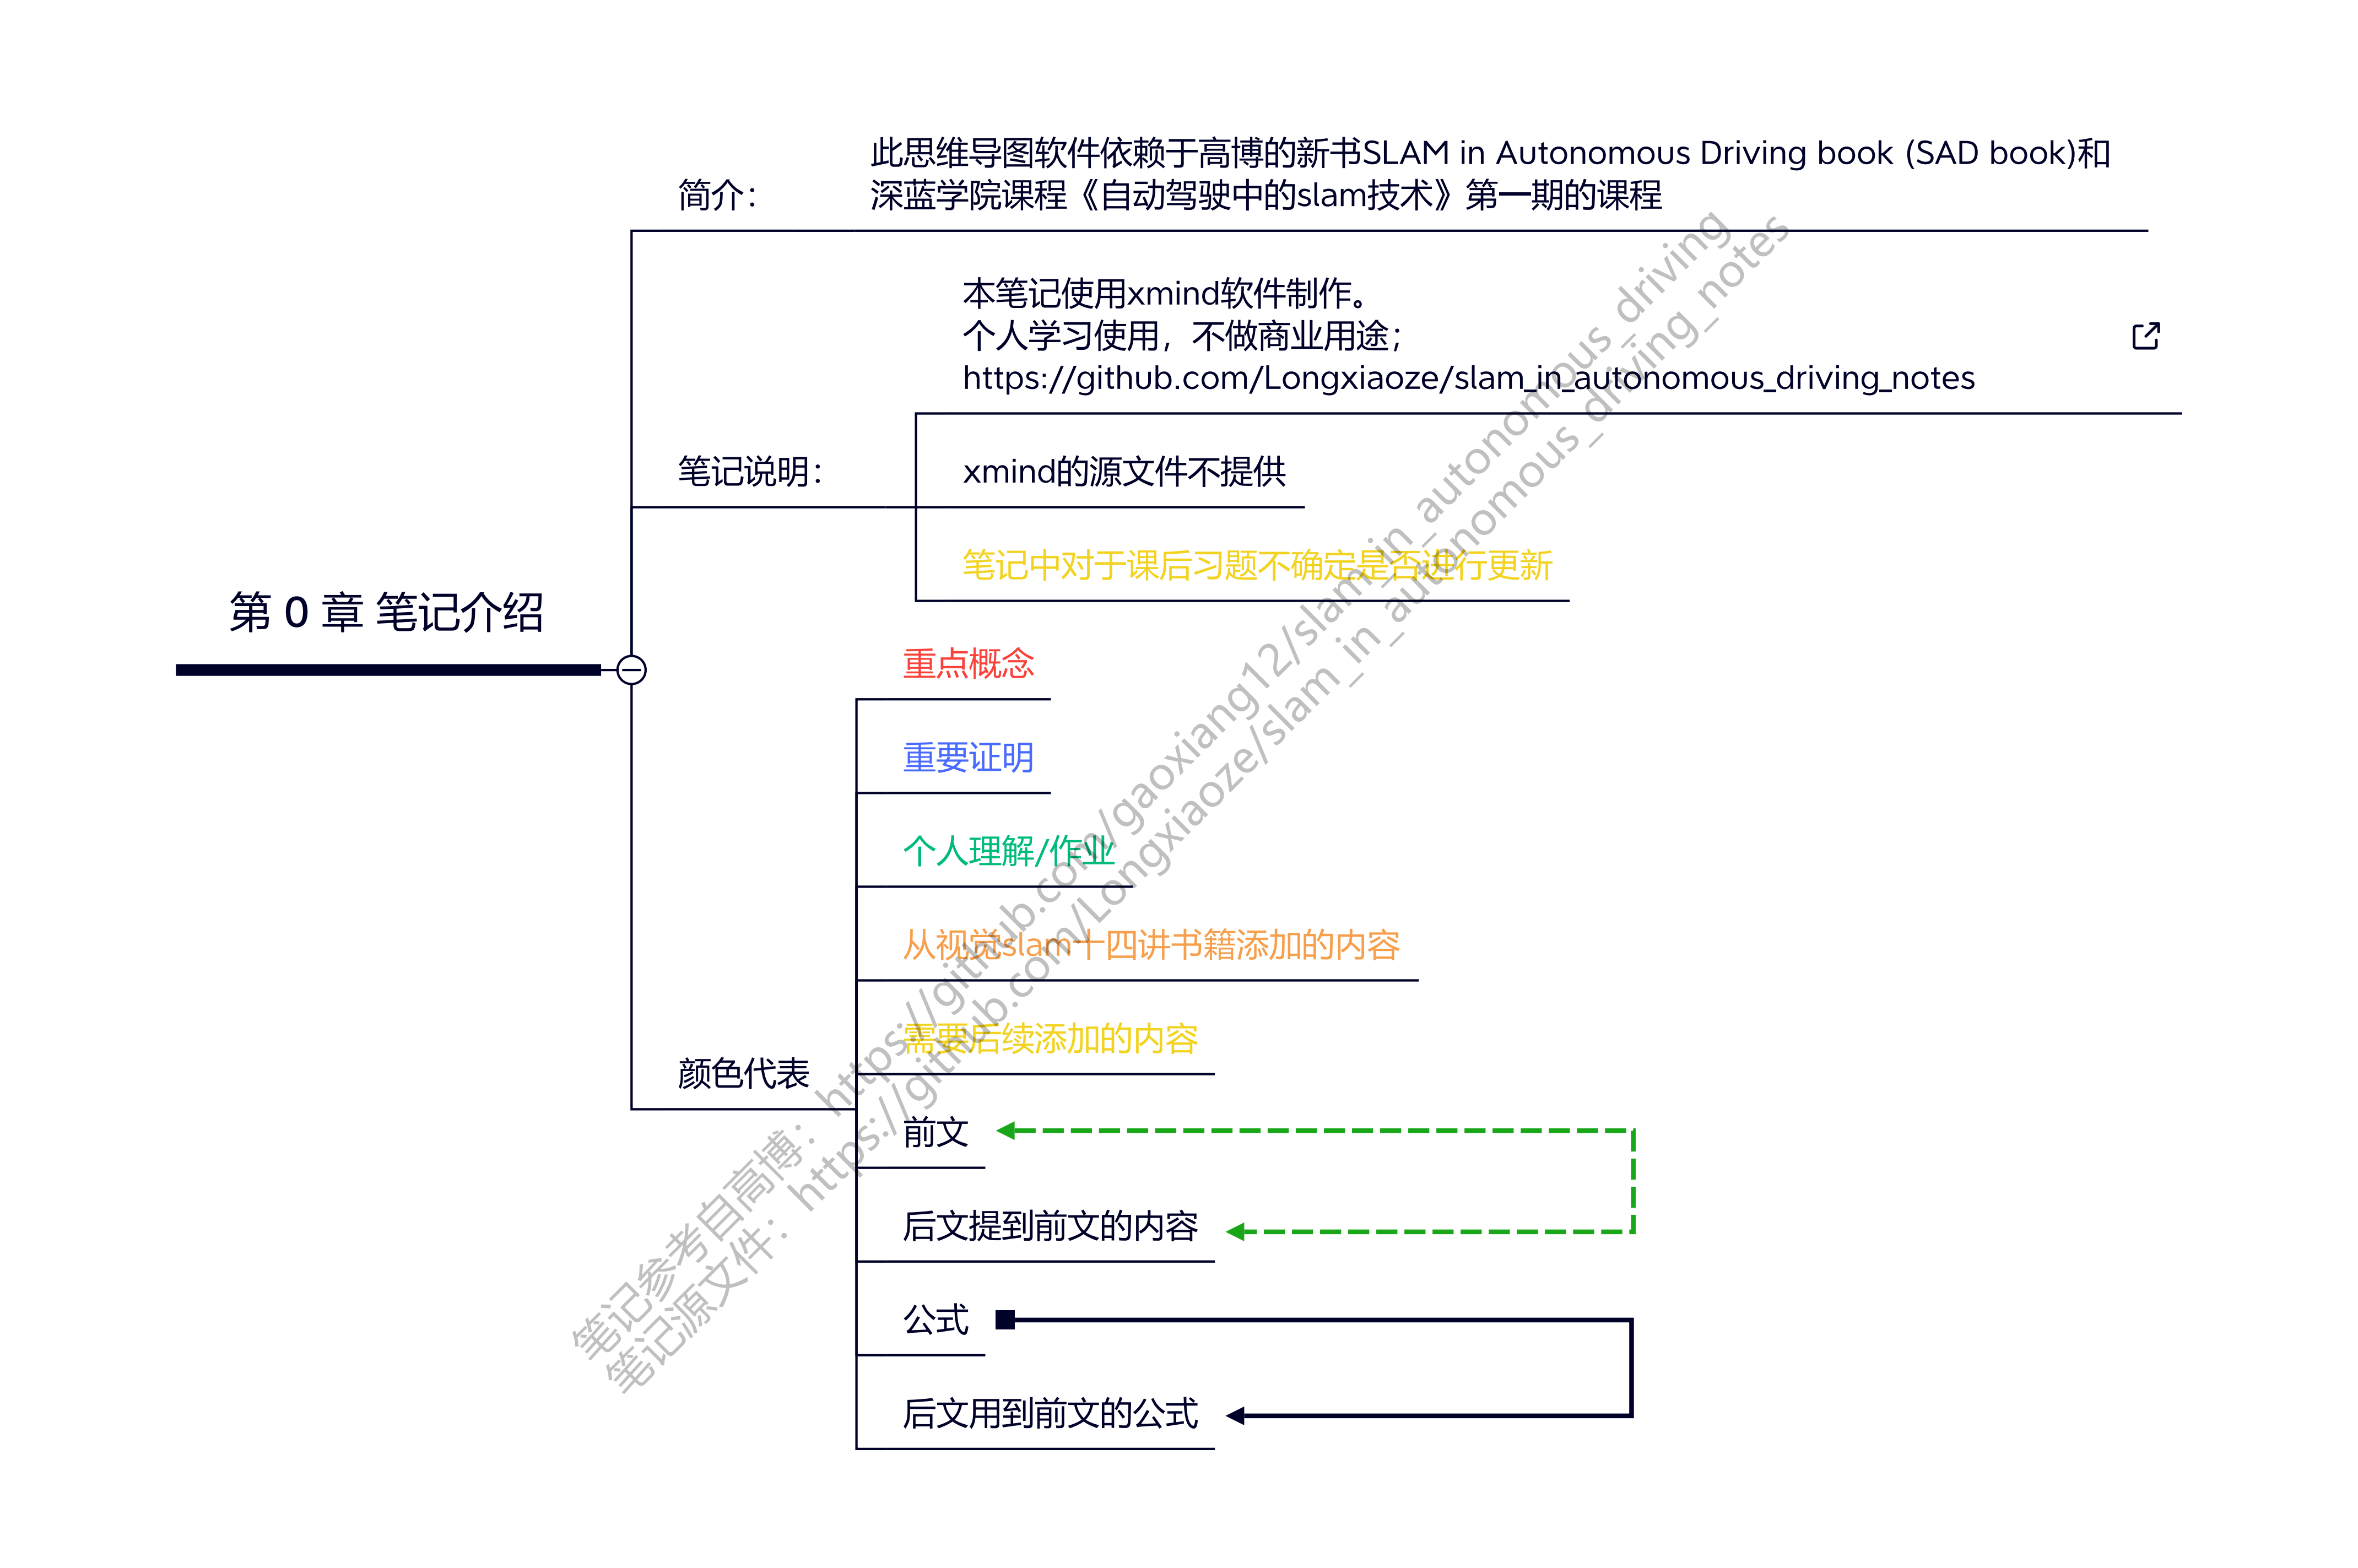 第 0 章 笔记介绍
简介：
此思维导图软件依赖于高博的新书SLAM in Autonomous Driving book (SAD book)和
深蓝学院课程《自动驾驶中的slam技术》第一期的课程
笔记说明：
本笔记使用xmind软件制作。
个人学习使用，不做商业用途；
https://github.com/Longxiaoze/slam_in_autonomous_driving_notes
xmind的源文件不提供
笔记中对于课后习题不确定是否进行更新
颜色代表
重点概念
重要证明
个人理解/作业
从视觉slam十四讲书籍添加的内容
需要后续添加的内容
前文
后文提到前文的内容
公式
后文用到前文的公式
笔记参考自高博：https://github.com/gaoxiang12/slam_in_autonomous_driving
笔记源文件：https://github.com/Longxiaoze/slam_in_autonomous_driving_notes